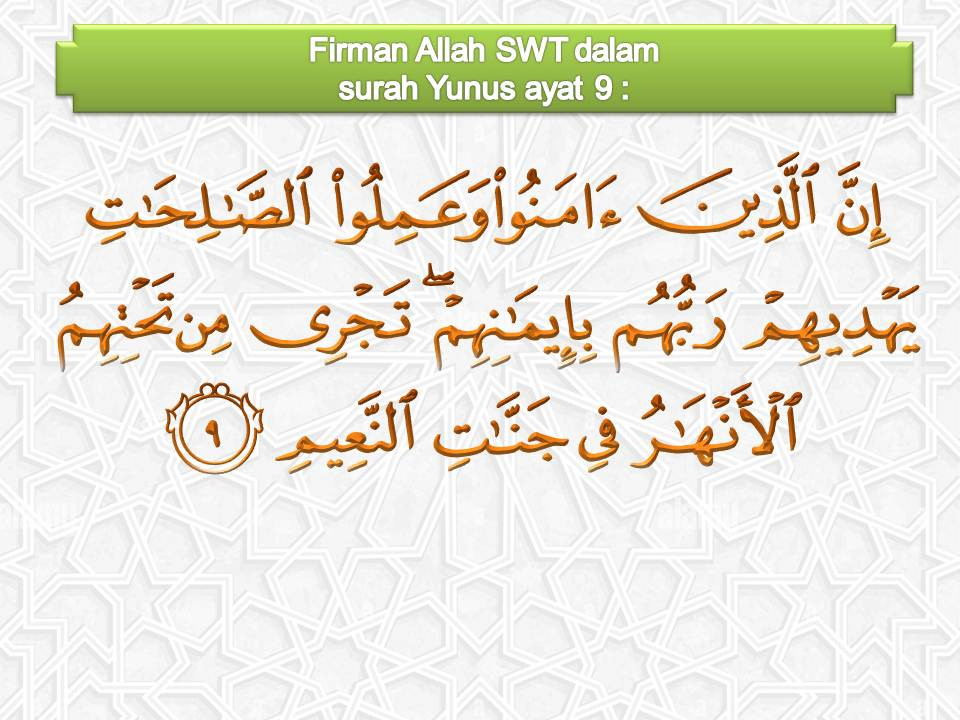 Firman Allah SWT dalam
surah Yunus ayat 9 :
إِنَّ ٱلَّذِينَ ءَامَنُوا۟ وَعَمِلُوا۟ ٱلصَّـٰلِحَـٰتِ
يَهْدِيهِمْ رَبُّهُم بِإِيمَـٰنِهِمْ ۖ تَجْرِى مِن تَحْتِهِمُ
ٱلْأَنْهَـٰرُ فِى جَنَّـٰتِ ٱلنَّعِيمِ ٩